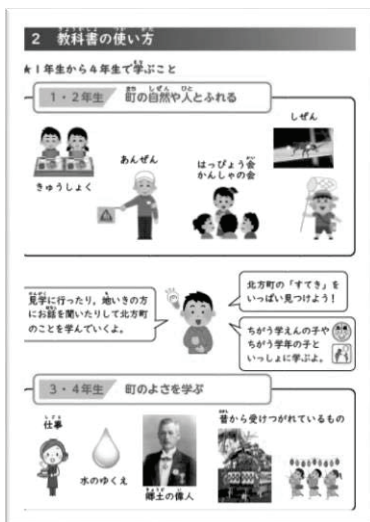 2 教科書の使い方
★1年生から4年生で学ぶこと
1・2年生 町の自然や人とふれる
しぜん
あんぜん
はっぴょう会
かんしゃの会
きゅうしょく
見学に行ったり,地いきの方
にお話を聞いたりして北方町
のことを学んでいくよ。
北方町の「すてき」を
いっぱい見つけよう!
ちがう学えんの子や
ちがう学年の子と
いっしょに学ぶよ。
3・4年生 町のよさを学ぶ
仕事
昔から受けつがれているもの
水のゆくえ
郷土の偉人